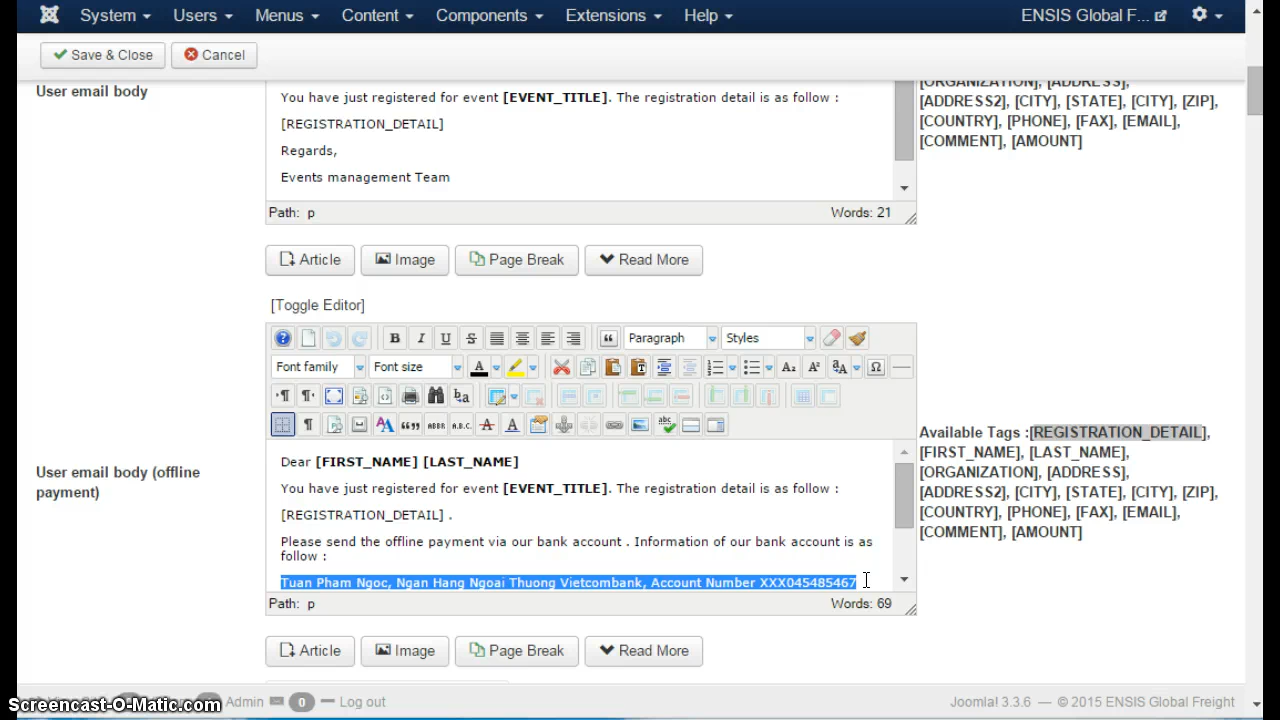 System Users Menus Content Components Extensions Help ENSIS Global F...
Save & Close Cancel
User email body
You have just registered for event [EVENT_TITLE]. The registration detail is as follow :
[REGISTRATION_DETAIL]
Regards,
Events management Team
Path: p Words: 21
[ORGANIZATION], [ADDRESS],
[ADDRESS2], [CITY], [STATE], [CITY], [ZIP],
[COUNTRY], [PHONE], [FAX], [EMAIL],
[COMMENT], [AMOUNT]
Article Image Page Break Read More
[Toggle Editor]
Paragraph Styles
Font family Font size
User email body (offline
payment)
Dear [FIRST_NAME] [LAST_NAME]
You have just registered for event [EVENT_TITLE]. The registration detail is as follow :
[REGISTRATION_DETAIL] .
Please send the offline payment via our bank account . Information of our bank account is as
follow :
Tuan Pham Ngoc, Ngan Hang Ngoai Thuong Vietcombank, Account Number XXX045485467
Path: p Words: 69
Available Tags :[REGISTRATION_DETAIL],
[FIRST_NAME], [LAST_NAME],
[ORGANIZATION], [ADDRESS],
[ADDRESS2], [CITY], [STATE], [CITY], [ZIP],
[COUNTRY], [PHONE], [FAX], [EMAIL],
[COMMENT], [AMOUNT]
Article Image Page Break Read More
Admin 0 Log out Joomla! 3.3.6 — © 2015 ENSIS Global Freight
Screencast-O-Matic.com